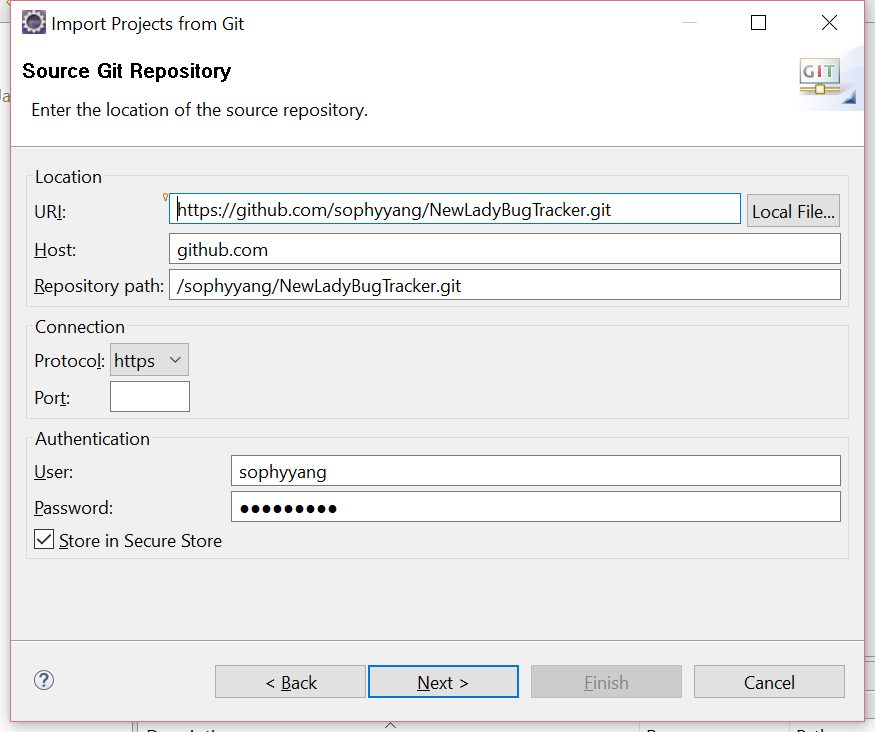 Import Projects from Git
Source Git Repository
Enter the location of the source repository.
GIT
Location
URI:
https://github.com/sophyyang/NewLadyBugTracker.git
Local File...
Host:
github.com
Repository path:
/sophyyang/NewLadyBugTracker.git
Connection
Protocol:
https
Port:
Authentication
User:
sophyyang
Password:
●●●●●●●●●
Store in Secure Store
?
< Back
Next >
Finish
Cancel